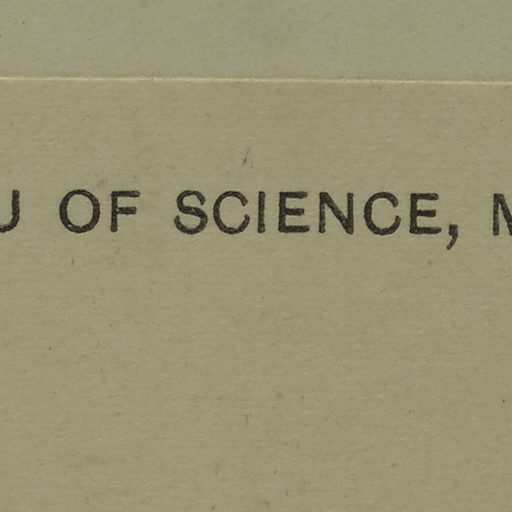 U OF SCIENCE, M